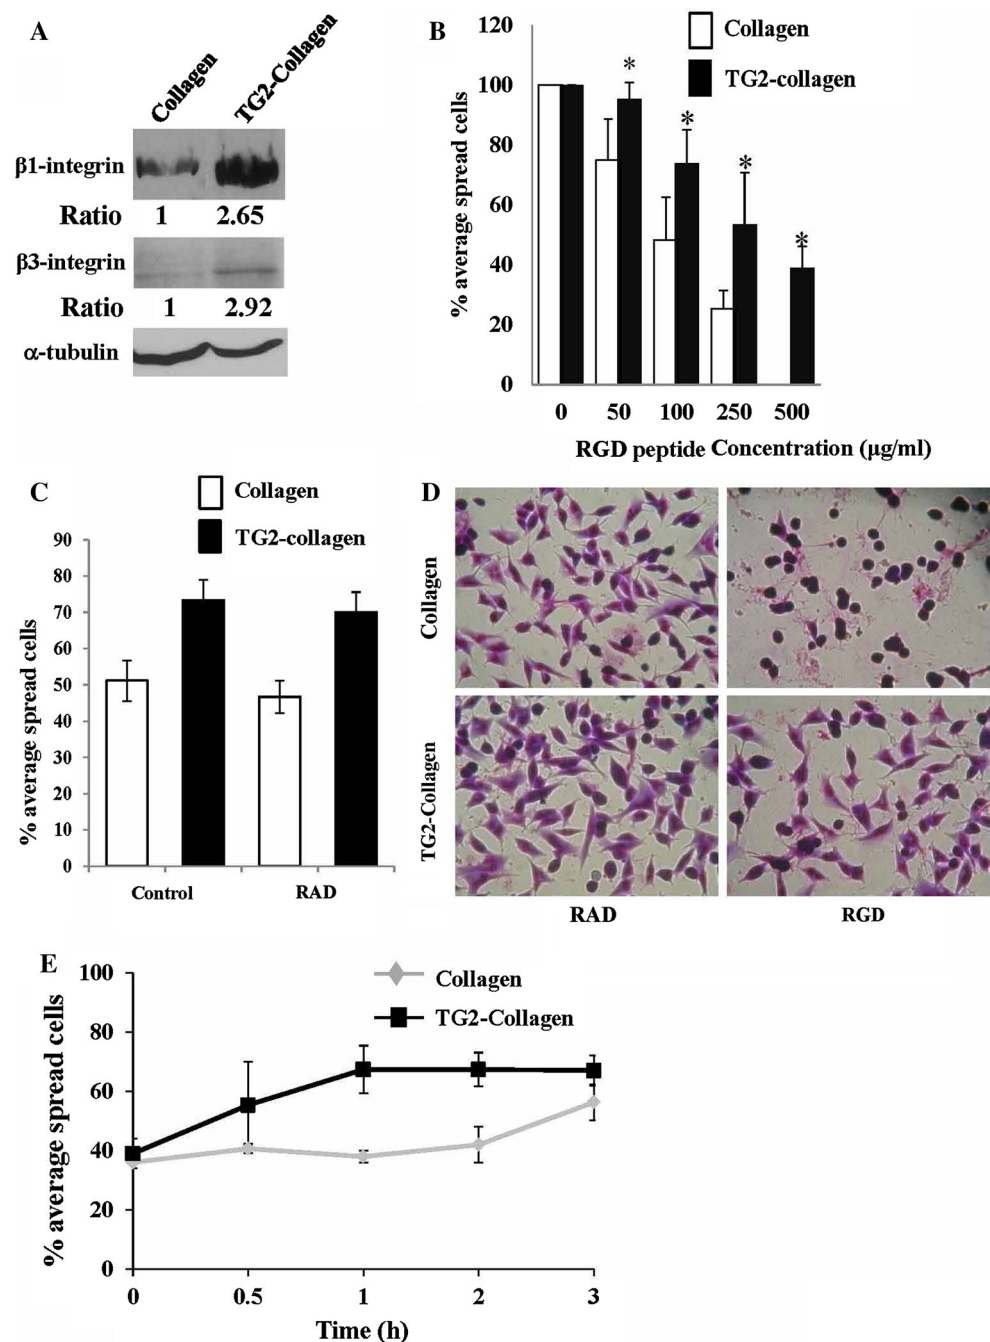 A
Collagen
TG2-Collagen
β1-integrin
Ratio 1 2.65
β3-integrin
Ratio 1 2.92
α-tubulin
B
Collagen
TG2-collagen
% average spread cells
120
100
80
60
40
20
0
* * * *
0 50 100 250 500
RGD peptide Concentration (µg/ml)
C
Collagen
TG2-collagen
% average spread cells
90
80
70
60
50
40
30
20
10
0
Control RAD
D
Collagen
TG2-Collagen
RAD RGD
E
Collagen
TG2-Collagen
% average spread cells
100
80
60
40
20
0
0 0.5 1 2 3
Time (h)